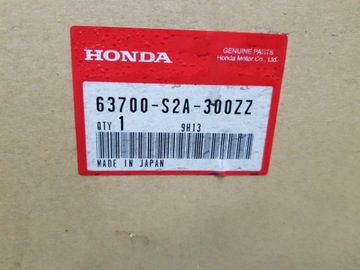 HONDA
GENUINE PARTS
Honda Motor Co., Ltd.
63700-S2A-300ZZ
QTY 1
9H13
MADE IN JAPAN